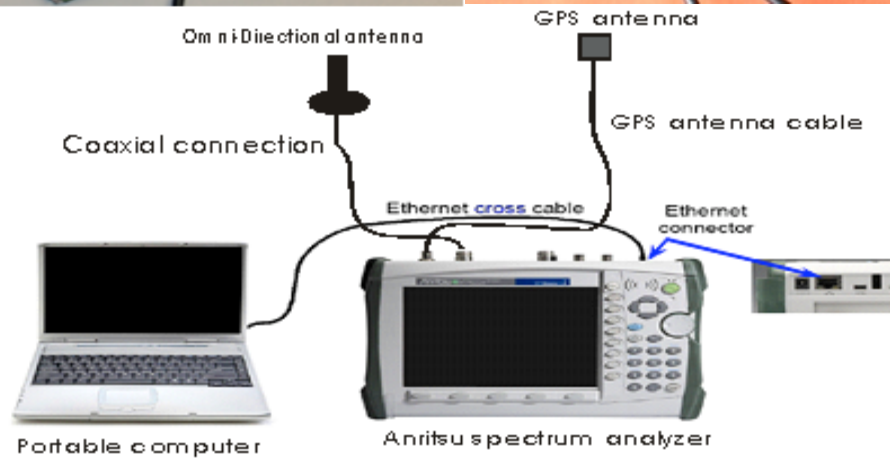 GPS antenna
Omni-Directional antenna
GPS antenna cable
Coaxial connection
Ethernet cross cable
Ethernet
connector
Portable computer
Anritsu spectrum analyzer